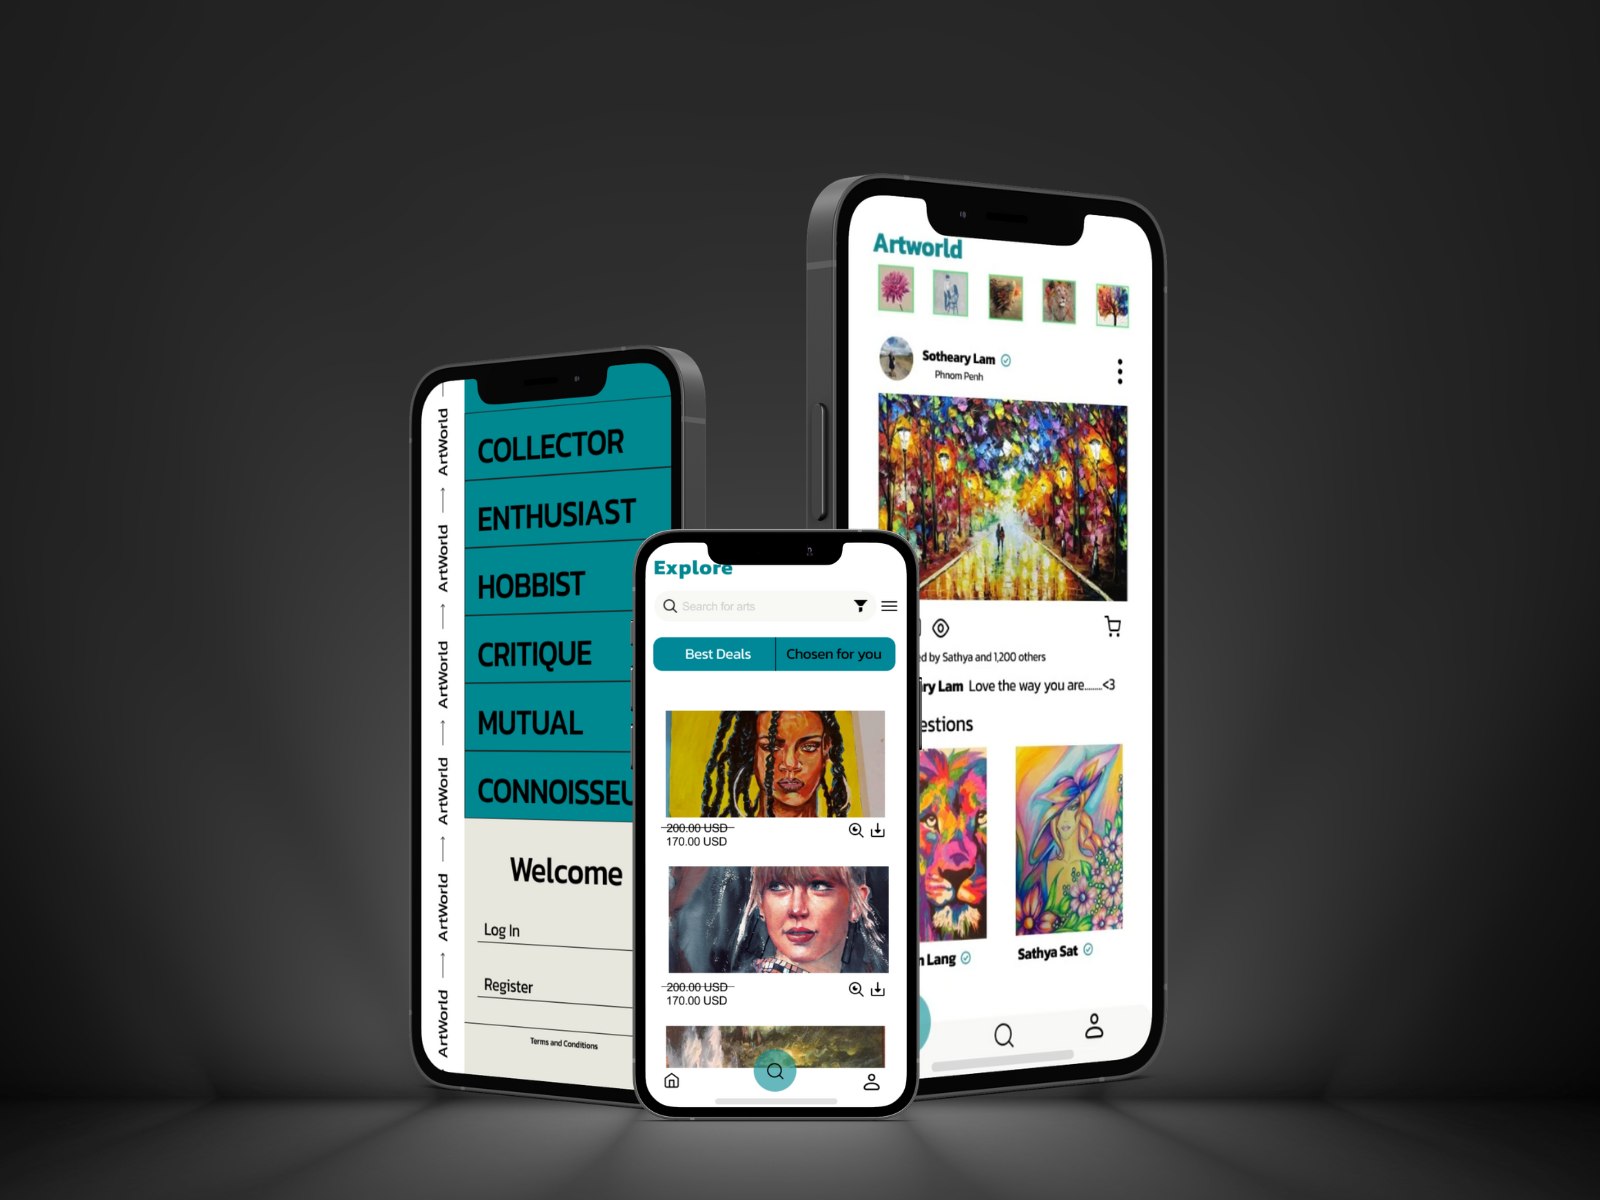 ArtWorld
ArtWorld
ArtWorld
ArtWorld
ArtWorld
ArtWorld
COLLECTOR
ENTHUSIAST
HOBBIST
CRITIQUE
MUTUAL
CONNOISSEU
Welcome
Log In
Register
Terms and Conditions
Explore
Search for arts
Best Deals
Chosen for you
200.00 USD
170.00 USD
200.00 USD
170.00 USD
Artworld
Sotheary Lam
Phnom Penh
ed by Sathya and 1,200 others
ry Lam Love the way you are........<3
estions
Lang
Sathya Sat